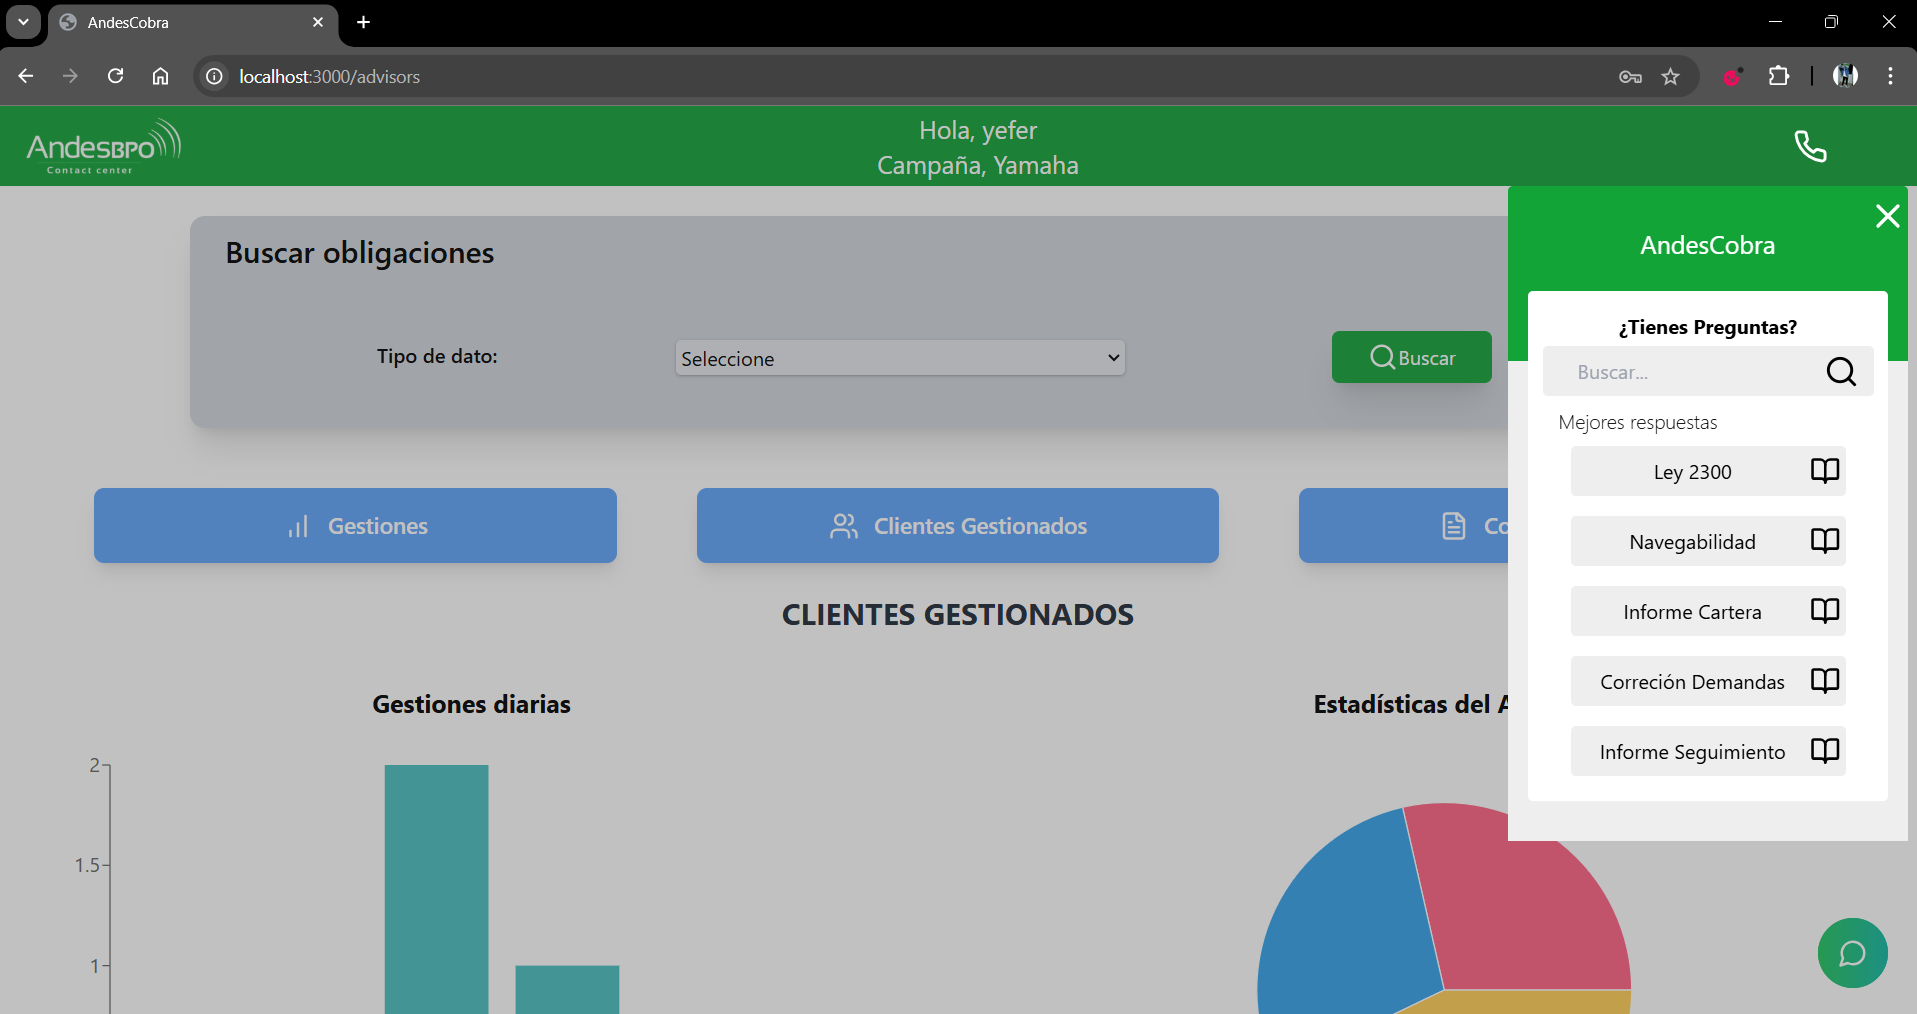 AndesCobra
localhost:3000/advisors
AndesBPO
Contact center
Hola, yefer
Campaña, Yamaha
Buscar obligaciones
Tipo de dato:
Seleccione
Buscar
Gestiones
Clientes Gestionados
Co
CLIENTES GESTIONADOS
Gestiones diarias
2
1.5
1
Estadísticas del A
AndesCobra
¿Tienes Preguntas?
Buscar...
Mejores respuestas
Ley 2300
Navegabilidad
Informe Cartera
Correción Demandas
Informe Seguimiento